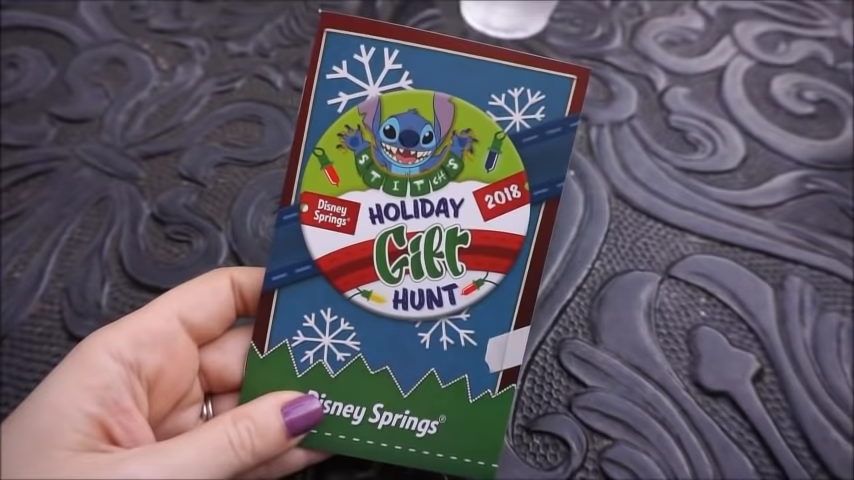 STITCH'S
Disney
Springs®
2018
HOLIDAY
Gift
HUNT
Disney Springs®